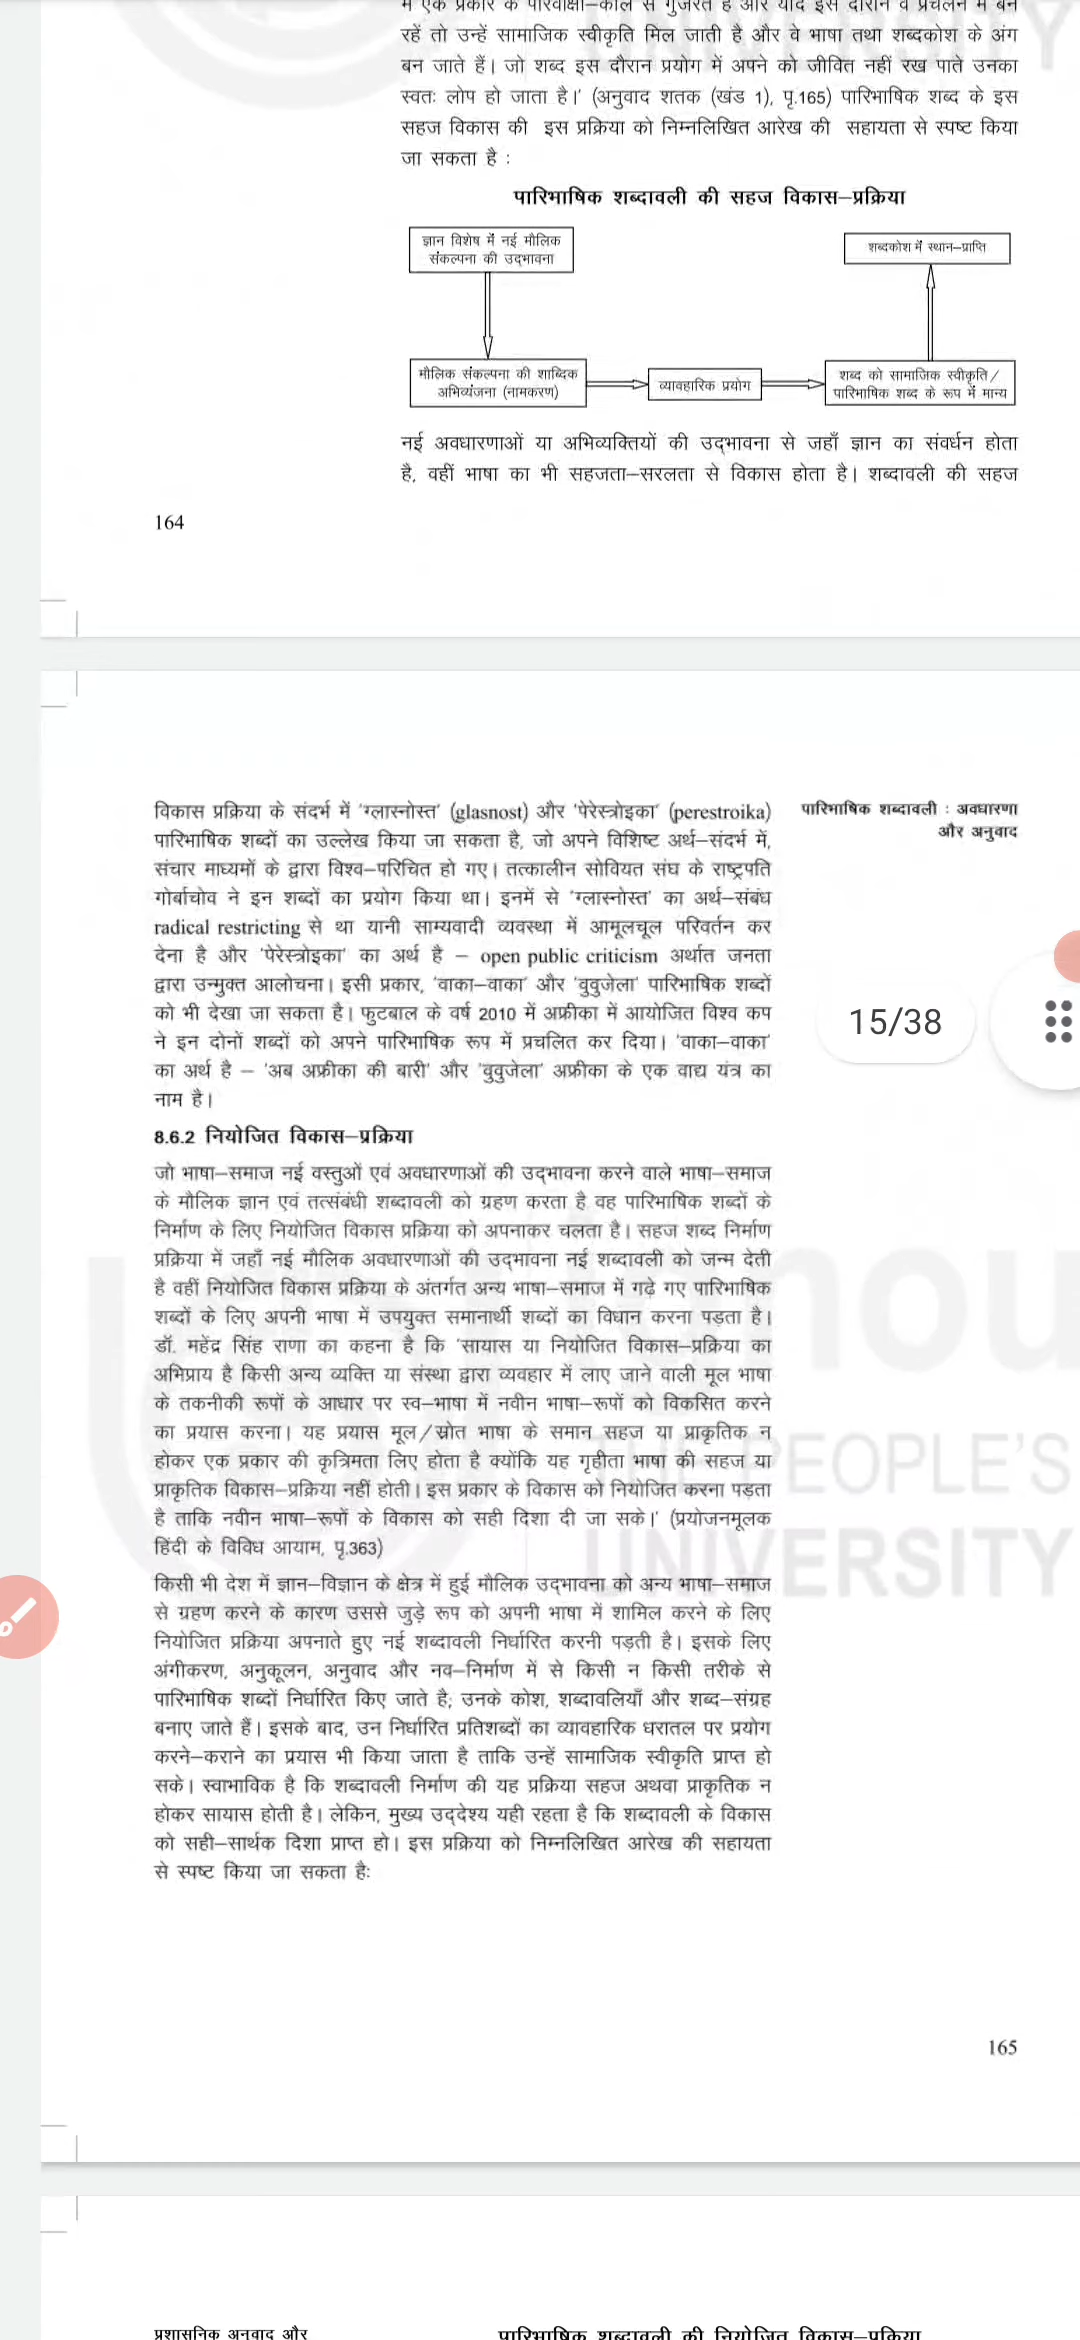 में एक प्रकार के परिवीक्षा–काल से गुजरते हैं और यदि इस दौरान वे प्रचलन में बने
रहें तो उन्हें सामाजिक स्वीकृति मिल जाती है और वे भाषा तथा शब्दकोश के अंग
बन जाते हैं। जो शब्द इस दौरान प्रयोग में अपने को जीवित नहीं रख पाते उनका
स्वतः लोप हो जाता है।' (अनुवाद शतक (खंड 1), पृ.165) पारिभाषिक शब्द के इस
सहज विकास की इस प्रक्रिया को निम्नलिखित आरेख की सहायता से स्पष्ट किया
जा सकता है :
पारिभाषिक शब्दावली की सहज विकास–प्रक्रिया
ज्ञान विशेष में नई मौलिक
संकल्पना की उद्भावना
शब्दकोश में स्थान–प्राप्ति
मौलिक संकल्पना की शाब्दिक
अभिव्यंजना (नामकरण)
व्यावहारिक प्रयोग
शब्द को सामाजिक स्वीकृति/
पारिभाषिक शब्द के रूप में मान्य
नई अवधारणाओं या अभिव्यक्तियों की उद्भावना से जहाँ ज्ञान का संवर्धन होता
है, वहीं भाषा का भी सहजता–सरलता से विकास होता है। शब्दावली की सहज
164
पारिभाषिक शब्दावली : अवधारणा
और अनुवाद
विकास प्रक्रिया के संदर्भ में 'ग्लास्नोस्त' (glasnost) और 'पेरेस्त्रोइका' (perestroika)
पारिभाषिक शब्दों का उल्लेख किया जा सकता है, जो अपने विशिष्ट अर्थ–संदर्भ में,
संचार माध्यमों के द्वारा विश्व–परिचित हो गए। तत्कालीन सोवियत संघ के राष्ट्रपति
गोर्बाचोव ने इन शब्दों का प्रयोग किया था। इनमें से 'ग्लास्नोस्त' का अर्थ–संबंध
radical restricting से था यानी साम्यवादी व्यवस्था में आमूलचूल परिवर्तन कर
देना है और 'पेरेस्त्रोइका' का अर्थ है – open public criticism अर्थात जनता
द्वारा उन्मुक्त आलोचना। इसी प्रकार, 'वाका–वाका' और 'वुवुजेला' पारिभाषिक शब्दों
को भी देखा जा सकता है। फुटबाल के वर्ष 2010 में अफ्रीका में आयोजित विश्व कप
ने इन दोनों शब्दों को अपने पारिभाषिक रूप में प्रचलित कर दिया। 'वाका–वाका'
का अर्थ है – 'अब अफ्रीका की बारी' और 'वुवुजेला' अफ्रीका के एक वाद्य यंत्र का
नाम है।
15/38
8.6.2 नियोजित विकास–प्रक्रिया
जो भाषा–समाज नई वस्तुओं एवं अवधारणाओं की उद्भावना करने वाले भाषा–समाज
के मौलिक ज्ञान एवं तत्संबंधी शब्दावली को ग्रहण करता है वह पारिभाषिक शब्दों के
निर्माण के लिए नियोजित विकास प्रक्रिया को अपनाकर चलता है। सहज शब्द निर्माण
प्रक्रिया में जहाँ नई मौलिक अवधारणाओं की उद्भावना नई शब्दावली को जन्म देती
है वहीं नियोजित विकास प्रक्रिया के अंतर्गत अन्य भाषा–समाज में गढ़े गए पारिभाषिक
शब्दों के लिए अपनी भाषा में उपयुक्त समानार्थी शब्दों का विधान करना पड़ता है।
डॉ. महेंद्र सिंह राणा का कहना है कि 'सायास या नियोजित विकास–प्रक्रिया का
अभिप्राय है किसी अन्य व्यक्ति या संस्था द्वारा व्यवहार में लाए जाने वाली मूल भाषा
के तकनीकी रूपों के आधार पर स्व–भाषा में नवीन भाषा–रूपों को विकसित करने
का प्रयास करना। यह प्रयास मूल/स्रोत भाषा के समान सहज या प्राकृतिक न
होकर एक प्रकार की कृत्रिमता लिए होता है क्योंकि यह गृहीता भाषा की सहज या
प्राकृतिक विकास–प्रक्रिया नहीं होती। इस प्रकार के विकास को नियोजित करना पड़ता
है ताकि नवीन भाषा–रूपों के विकास को सही दिशा दी जा सके।' (प्रयोजनमूलक
हिंदी के विविध आयाम, पृ.363)
किसी भी देश में ज्ञान–विज्ञान के क्षेत्र में हुई मौलिक उद्भावना को अन्य भाषा–समाज
से ग्रहण करने के कारण उससे जुड़े रूप को अपनी भाषा में शामिल करने के लिए
नियोजित प्रक्रिया अपनाते हुए नई शब्दावली निर्धारित करनी पड़ती है। इसके लिए
अंगीकरण, अनुकूलन, अनुवाद और नव–निर्माण में से किसी न किसी तरीके से
पारिभाषिक शब्दों निर्धारित किए जाते है; उनके कोश, शब्दावलियाँ और शब्द–संग्रह
बनाए जाते हैं। इसके बाद, उन निर्धारित प्रतिशब्दों का व्यावहारिक धरातल पर प्रयोग
करने–कराने का प्रयास भी किया जाता है ताकि उन्हें सामाजिक स्वीकृति प्राप्त हो
सके। स्वाभाविक है कि शब्दावली निर्माण की यह प्रक्रिया सहज अथवा प्राकृतिक न
होकर सायास होती है। लेकिन, मुख्य उद्देश्य यही रहता है कि शब्दावली के विकास
को सही–सार्थक दिशा प्राप्त हो। इस प्रक्रिया को निम्नलिखित आरेख की सहायता
से स्पष्ट किया जा सकता हैः
ignou
THE PEOPLE'S
UNIVERSITY
165
प्रशासनिक अनुवाद और
पारिभाषिक शब्दावली की नियोजित विकास–प्रक्रिया